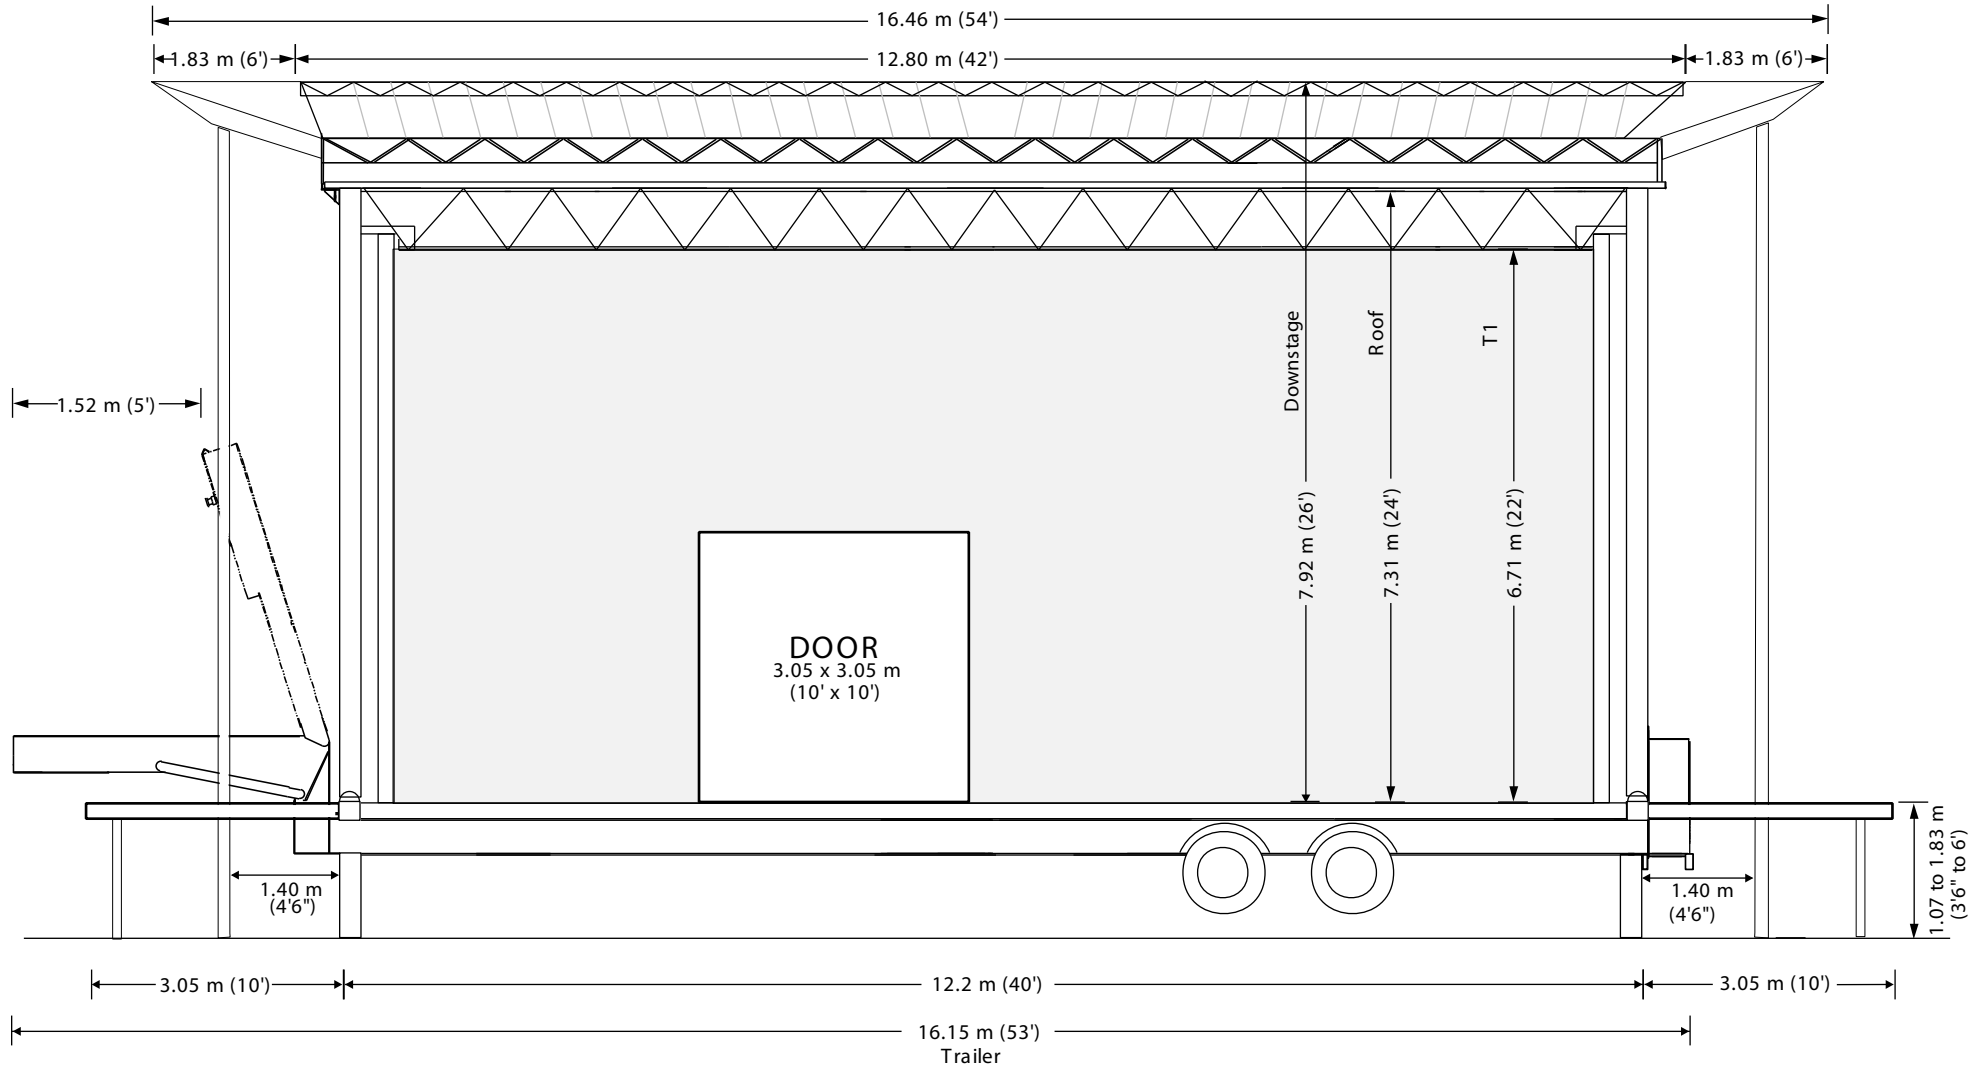 16.46 m (54')
1.83 m (6')
12.80 m (42')
1.83 m (6')
Downstage
Roof
T1
1.52 m (5')
7.92 m (26')
7.31 m (24')
6.71 m (22')
DOOR
3.05 x 3.05 m
(10' x 10')
1.40 m
(4'6")
1.40 m
(4'6")
1.07 to 1.83 m
(3'6" to 6')
3.05 m (10')
12.2 m (40')
3.05 m (10')
16.15 m (53')
Trailer